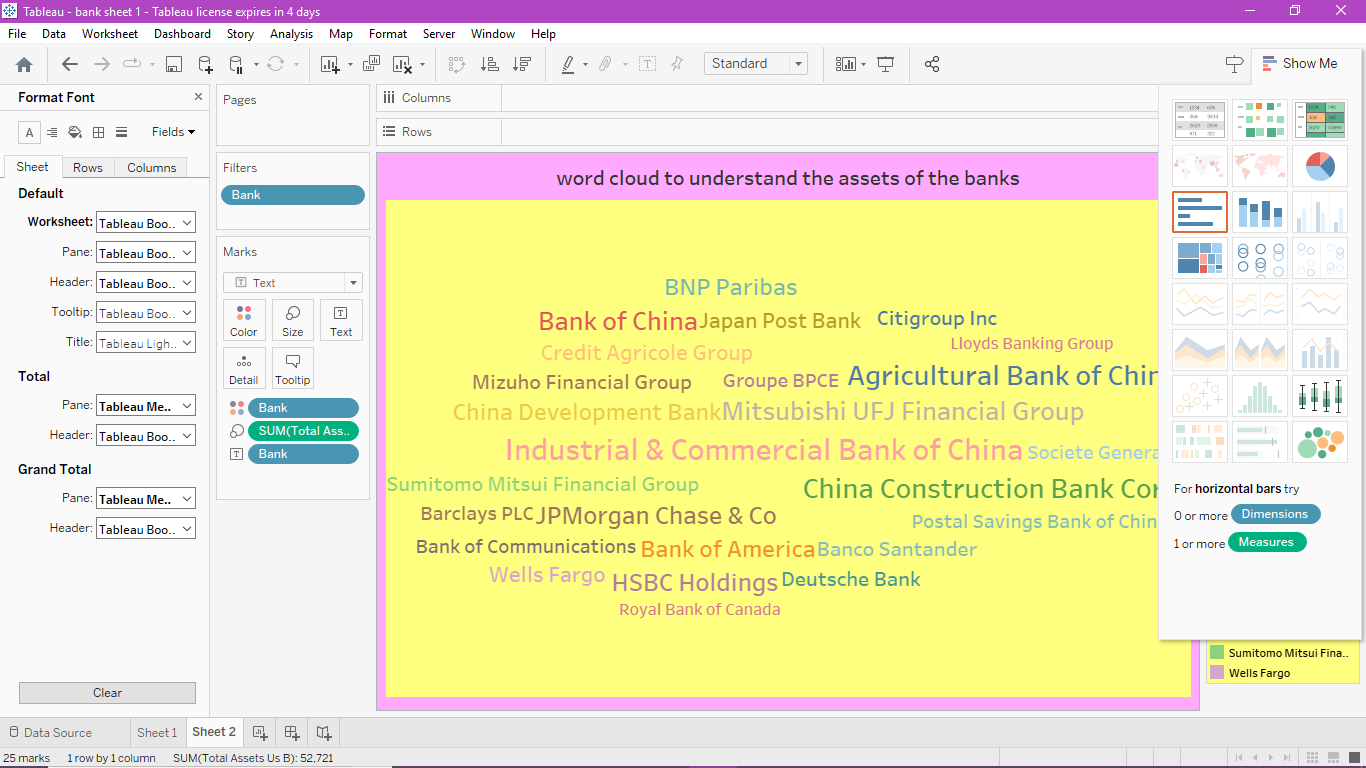 Tableau - bank sheet 1 - Tableau license expires in 4 days
File Data Worksheet Dashboard Story Analysis Map Format Server Window Help
Standard
Show Me
Format Font
Fields
Sheet Rows Columns
Default
Worksheet: Tableau Boo..
Pane: Tableau Boo..
Header: Tableau Boo..
Tooltip: Tableau Boo..
Title: Tableau Ligh..
Total
Pane: Tableau Me..
Header: Tableau Boo..
Grand Total
Pane: Tableau Me..
Header: Tableau Boo..
Clear
Pages
Filters
Bank
Marks
Text
Color Size Text
Detail Tooltip
Bank
SUM(Total Ass..
Bank
Columns
Rows
word cloud to understand the assets of the banks
BNP Paribas
Bank of China Japan Post Bank Citigroup Inc
Credit Agricole Group Lloyds Banking Group
Mizuho Financial Group Groupe BPCE Agricultural Bank of Chin
China Development Bank Mitsubishi UFJ Financial Group
Industrial & Commercial Bank of China Societe Genera
Sumitomo Mitsui Financial Group China Construction Bank Cor
Barclays PLC JPMorgan Chase & Co Postal Savings Bank of Chin
Bank of Communications Bank of America Banco Santander
Wells Fargo HSBC Holdings Deutsche Bank
Royal Bank of Canada
For horizontal bars try
0 or more Dimensions
1 or more Measures
Sumitomo Mitsui Fina..
Wells Fargo
Data Source Sheet 1 Sheet 2
25 marks 1 row by 1 column SUM(Total Assets Us B): 52,721